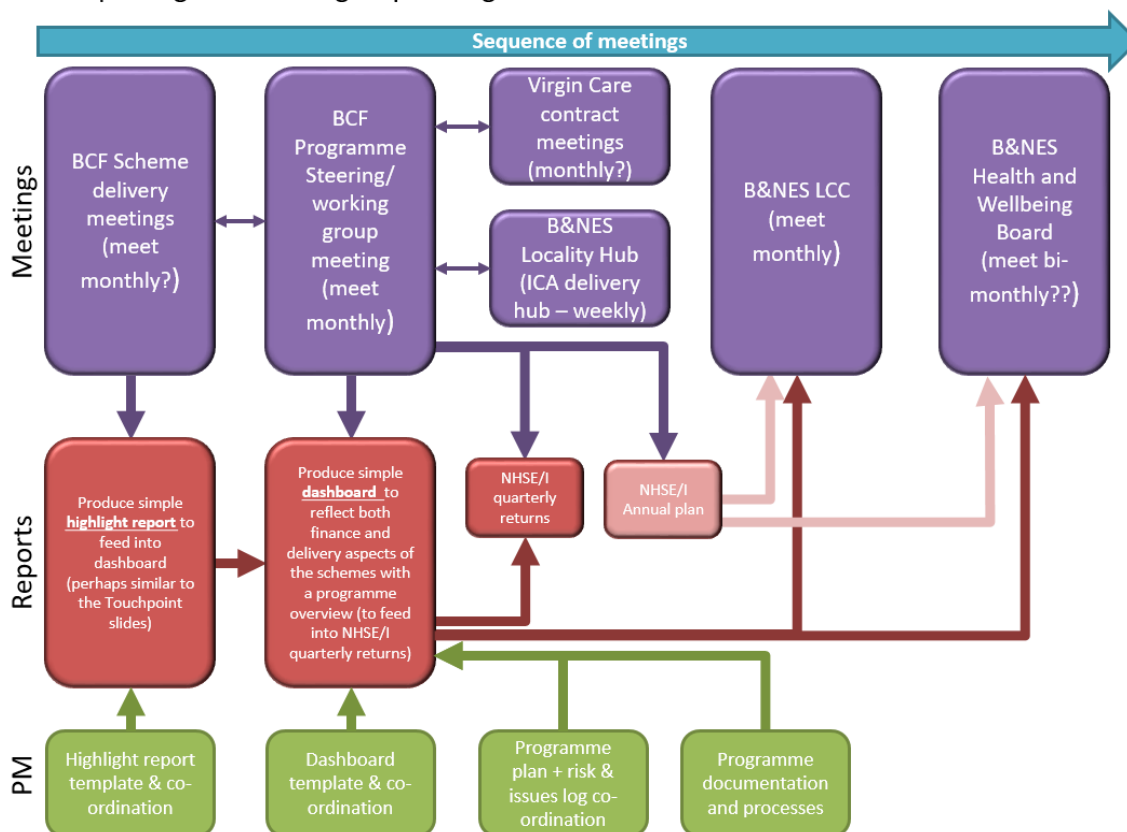 Sequence of meetings
Meetings
BCF Scheme
delivery
meetings
(meet
monthly?)
BCF
Programme
Steering/
working
group
meeting
(meet
monthly)
Virgin Care
contract
meetings
(monthly?)
B&NES
Locality Hub
(ICA delivery
hub – weekly)
B&NES LCC
(meet
monthly)
B&NES
Health and
Wellbeing
Board
(meet bi-
monthly??)
Reports
Produce simple
highlight report to
feed into
dashboard
(perhaps similar to
the Touchpoint
slides)
Produce simple
dashboard to
reflect both
finance and
delivery aspects of
the schemes with
a programme
overview (to feed
into NHSE/I
quarterly returns)
NHSE/I
quarterly
returns
NHSE/I
Annual plan
PM
Highlight report
template & co-
ordination
Dashboard
template & co-
ordination
Programme
plan + risk &
issues log co-
ordination
Programme
documentation
and processes